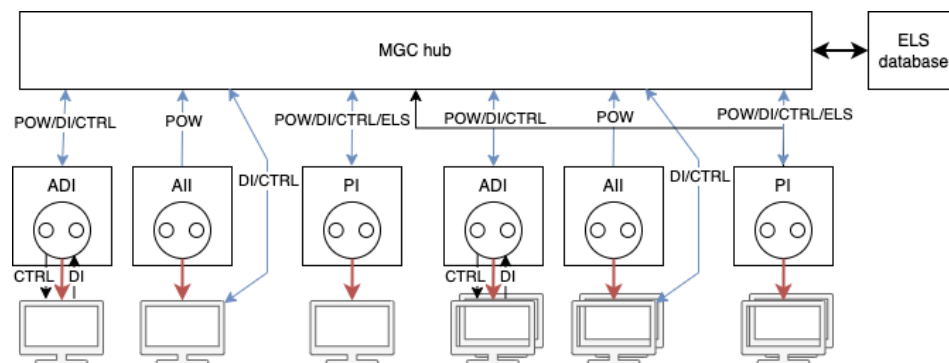 MGC hub
ELS
database
POW/DI/CTRL
POW
POW/DI/CTRL/ELS
POW/DI/CTRL
POW
POW/DI/CTRL/ELS
DI/CTRL
DI/CTRL
ADI
AII
PI
ADI
AII
PI
CTRL
DI
CTRL
DI